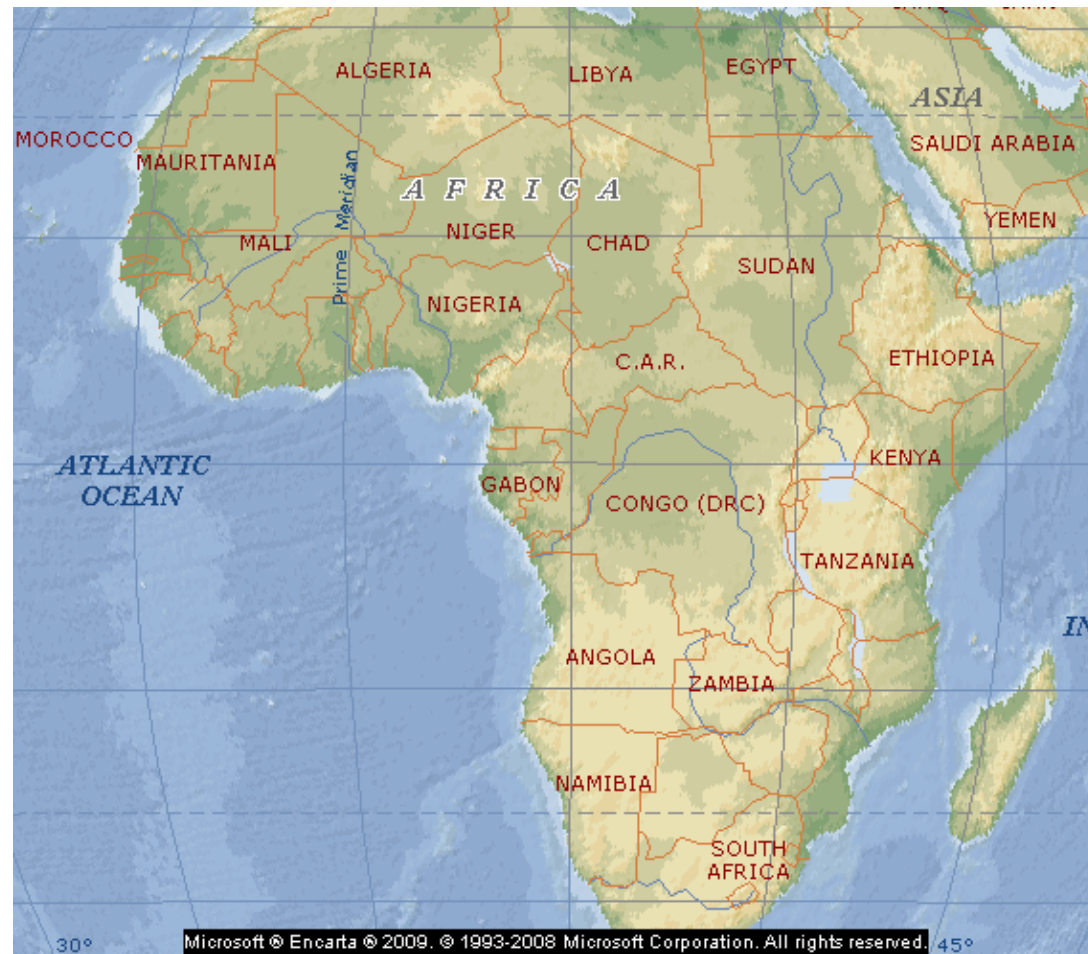 ALGERIA
LIBYA
EGYPT
ASIA
MOROCCO
MAURITANIA
SAUDI ARABIA
AFRICA
Prime Meridian
YEMEN
MALI
NIGER
CHAD
SUDAN
NIGERIA
C.A.R.
ETHIOPIA
ATLANTIC
OCEAN
KENYA
GABON
CONGO (DRC)
TANZANIA
IN
ANGOLA
ZAMBIA
NAMIBIA
SOUTH
AFRICA
30°
Microsoft ® Encarta ® 2009. © 1993-2008 Microsoft Corporation. All rights reserved.
45°